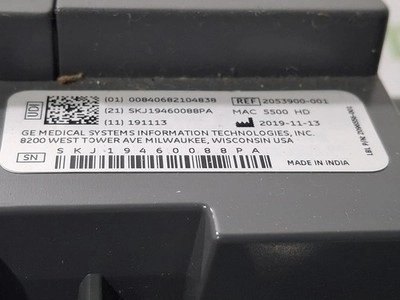 UDI
(01) 00840682104838 REF 2053900-001
(21) SKJ19460088PA MAC 5500 HD
(11) 191113 2019-11-13
GE MEDICAL SYSTEMS INFORMATION TECHNOLOGIES, INC.
8200 WEST TOWER AVE MILWAUKEE, WISCONSIN USA
SN SKJ19460088PA MADE IN INDIA
LBL P/N: